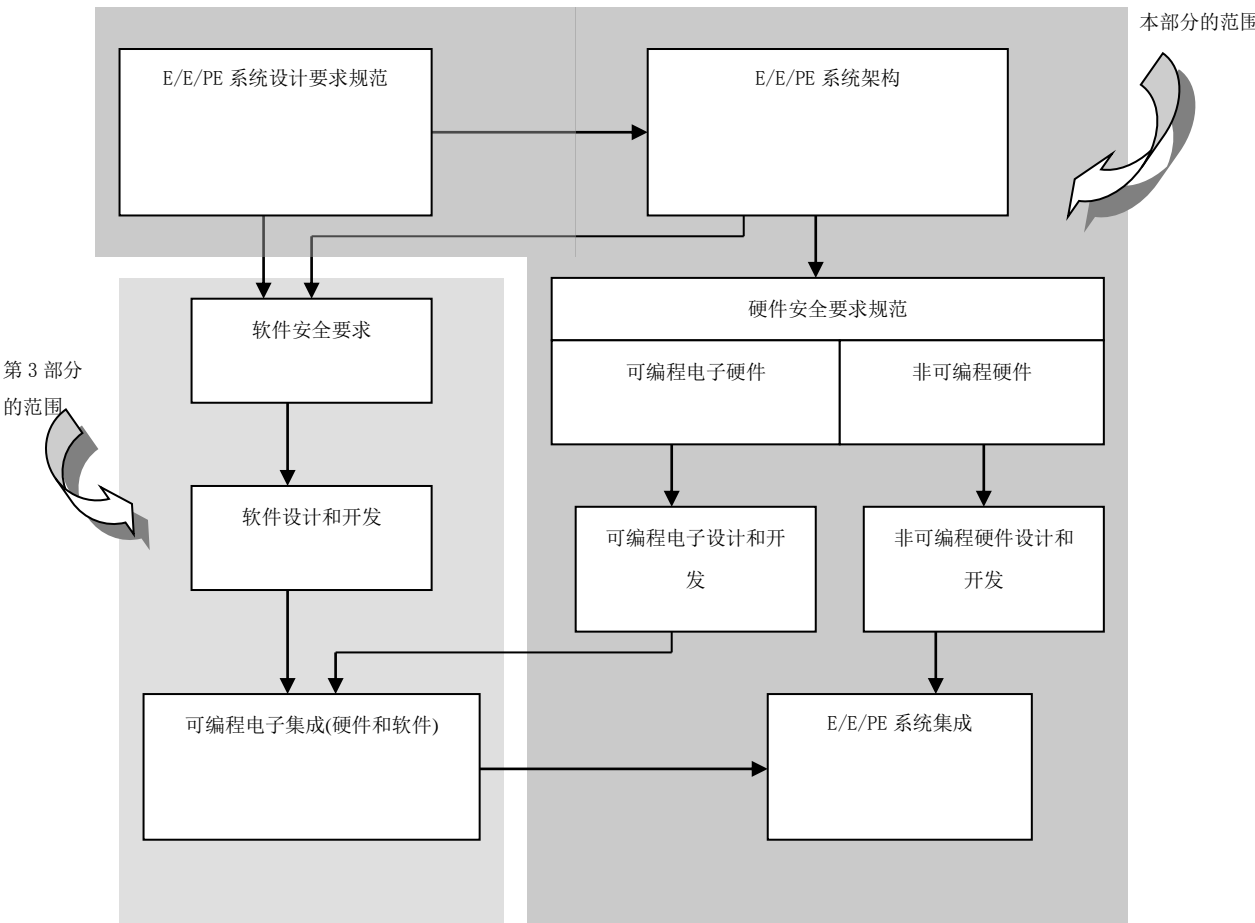 本部分的范围
E/E/PE 系统设计要求规范
E/E/PE 系统架构
硬件安全要求规范
软件安全要求
可编程电子硬件
非可编程硬件
第 3 部分
的范围
软件设计和开发
可编程电子设计和开
发
非可编程硬件设计和
开发
可编程电子集成(硬件和软件)
E/E/PE 系统集成